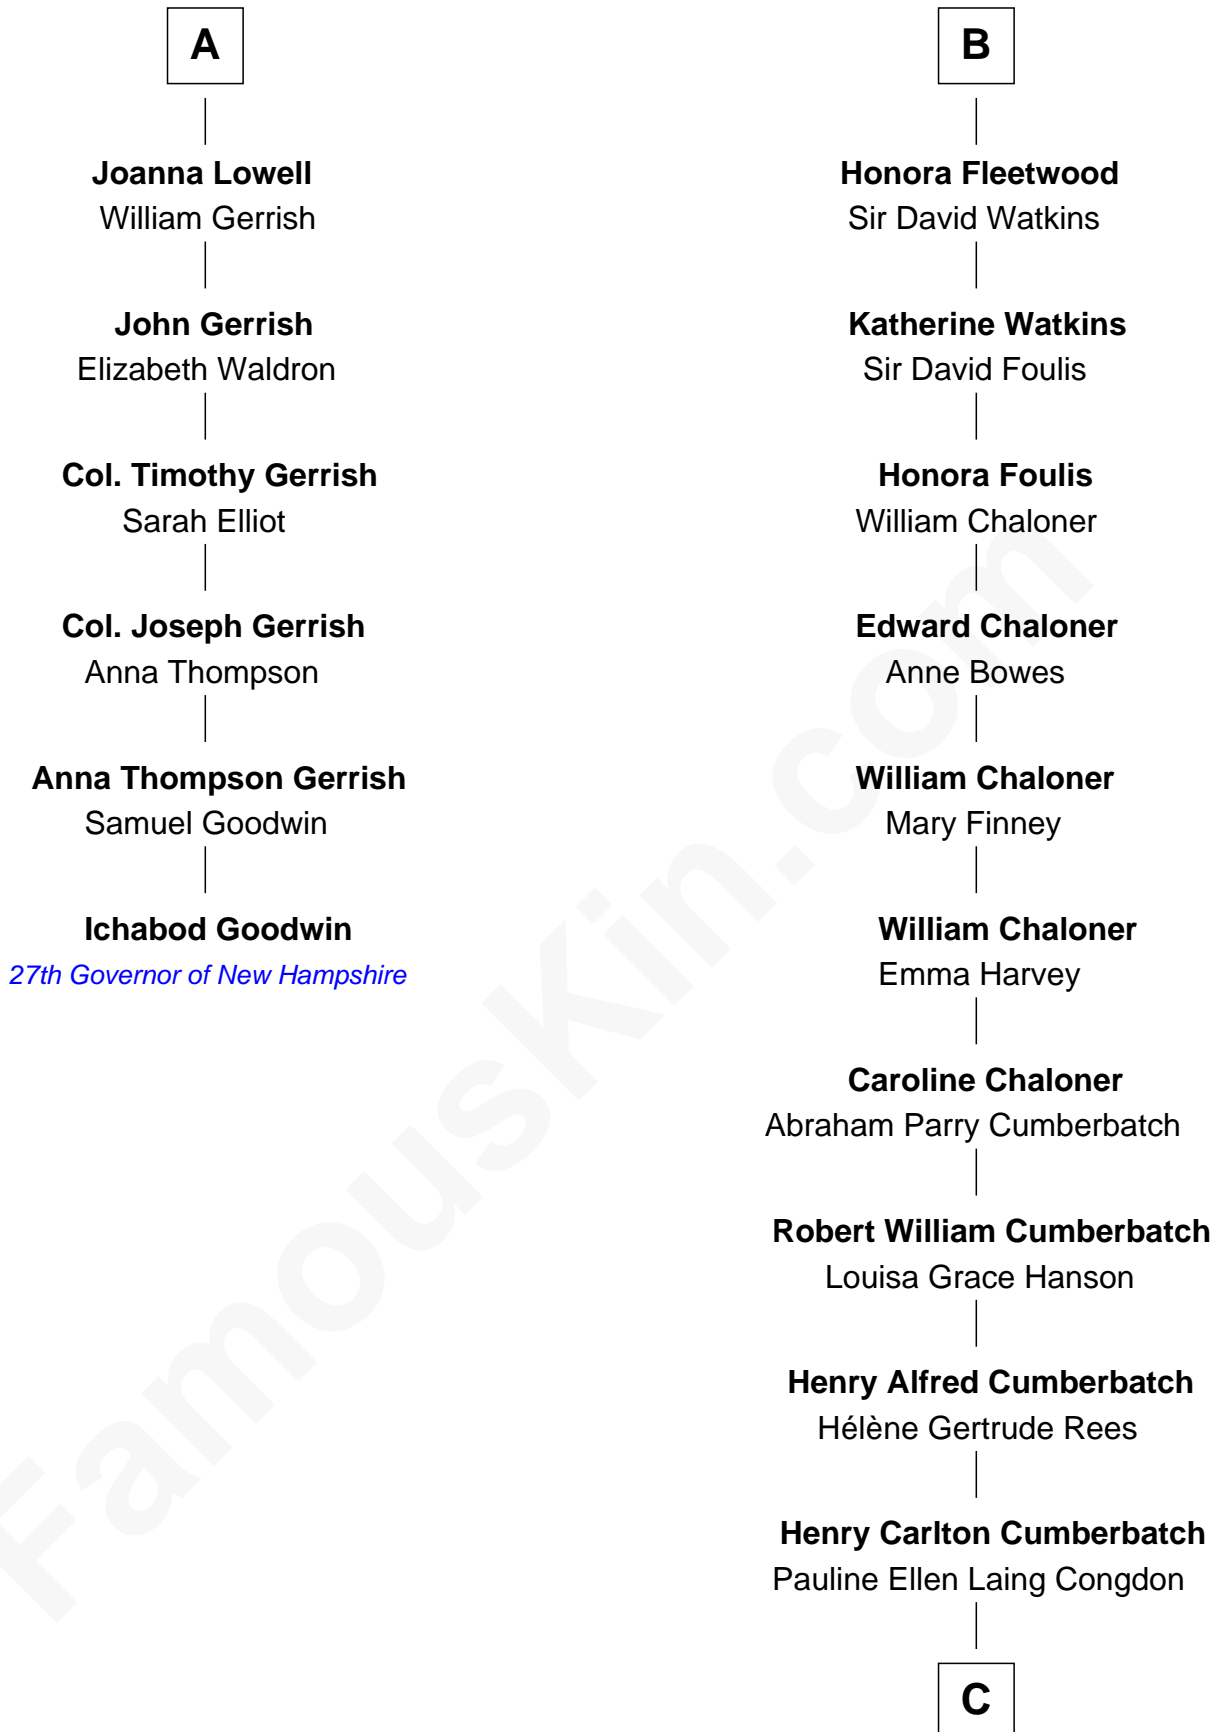 A
Joanna Lowell
William Gerrish
John Gerrish
Elizabeth Waldron
Col. Timothy Gerrish
Sarah Elliot
Col. Joseph Gerrish
Anna Thompson
Anna Thompson Gerrish
Samuel Goodwin
Ichabod Goodwin
27th Governor of New Hampshire
B
Honora Fleetwood
Sir David Watkins
Katherine Watkins
Sir David Foulis
Honora Foulis
William Chaloner
Edward Chaloner
Anne Bowes
William Chaloner
Mary Finney
William Chaloner
Emma Harvey
Caroline Chaloner
Abraham Parry Cumberbatch
Robert William Cumberbatch
Louisa Grace Hanson
Henry Alfred Cumberbatch
Hélène Gertrude Rees
Henry Carlton Cumberbatch
Pauline Ellen Laing Congdon
C
FamousKin.com